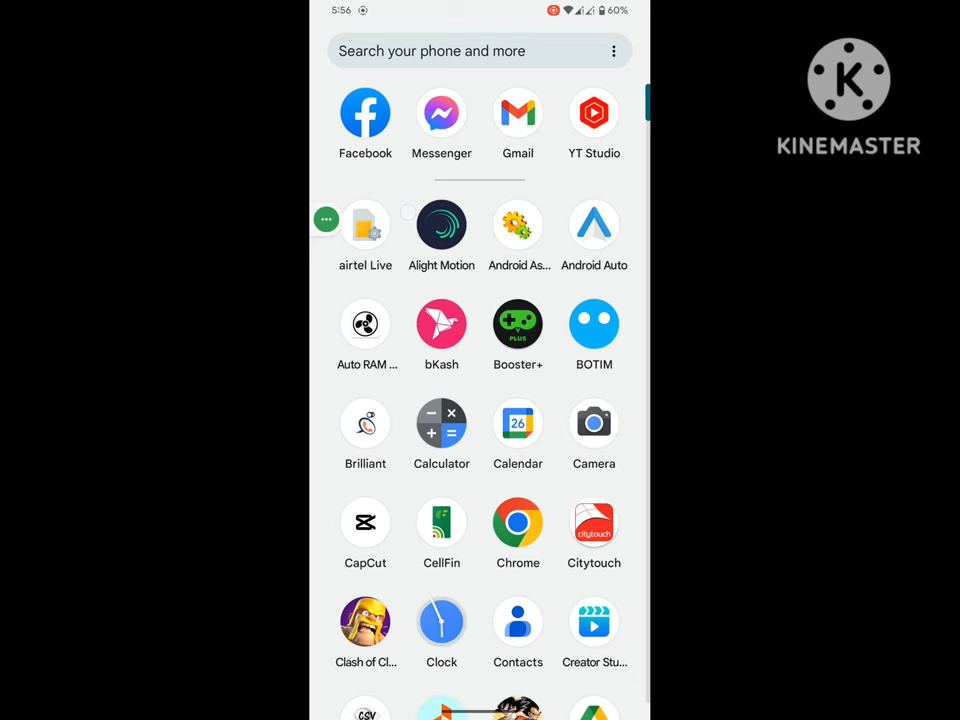 5:56 60%
Search your phone and more
K
KINEMASTER
Facebook Messenger Gmail YT Studio
airtel Live Alight Motion Android As... Android Auto
PLUS
Auto RAM ... bKash Booster+ BOTIM
26
Brilliant Calculator Calendar Camera
citytouch
CapCut CellFin Chrome Citytouch
Clash of Cl... Clock Contacts Creator Stu...
CSV